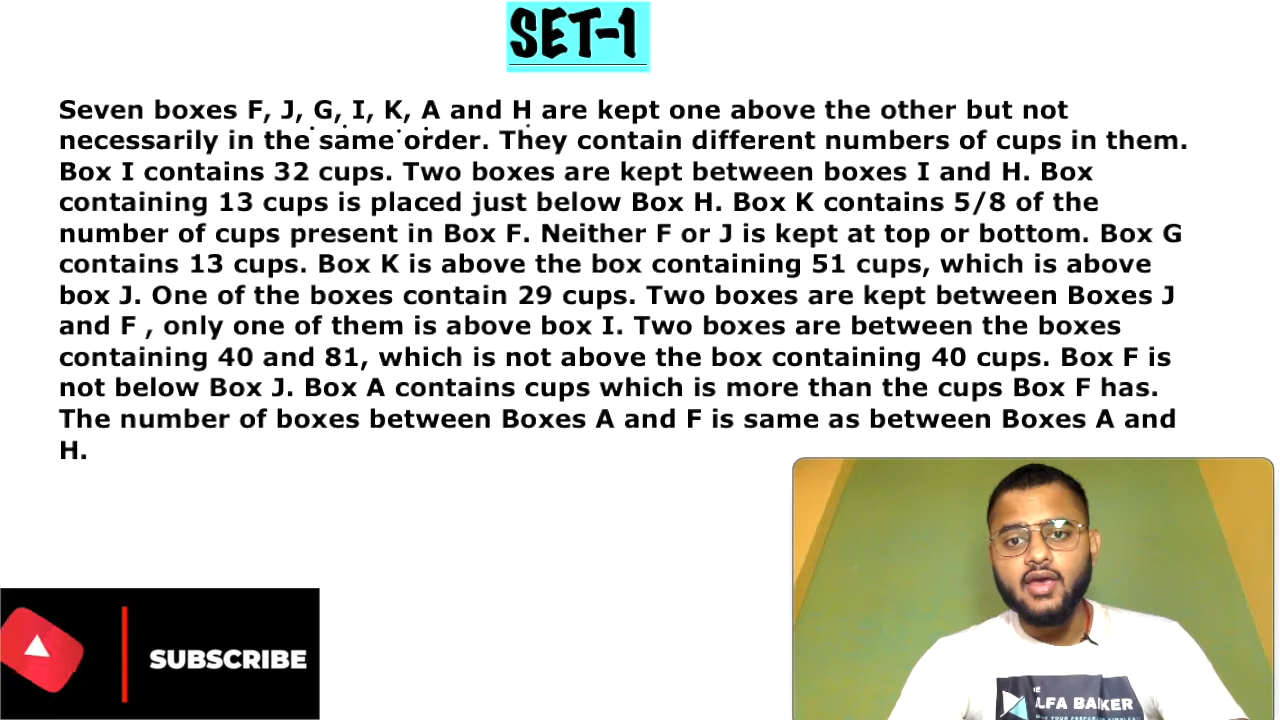 SET-1
Seven boxes F, J, G, I, K, A and H are kept one above the other but not
necessarily in the same order. They contain different numbers of cups in them.
Box I contains 32 cups. Two boxes are kept between boxes I and H. Box
containing 13 cups is placed just below Box H. Box K contains 5/8 of the
number of cups present in Box F. Neither F or J is kept at top or bottom. Box G
contains 13 cups. Box K is above the box containing 51 cups, which is above
box J. One of the boxes contain 29 cups. Two boxes are kept between Boxes J
and F , only one of them is above box I. Two boxes are between the boxes
containing 40 and 81, which is not above the box containing 40 cups. Box F is
not below Box J. Box A contains cups which is more than the cups Box F has.
The number of boxes between Boxes A and F is same as between Boxes A and
H.
SUBSCRIBE